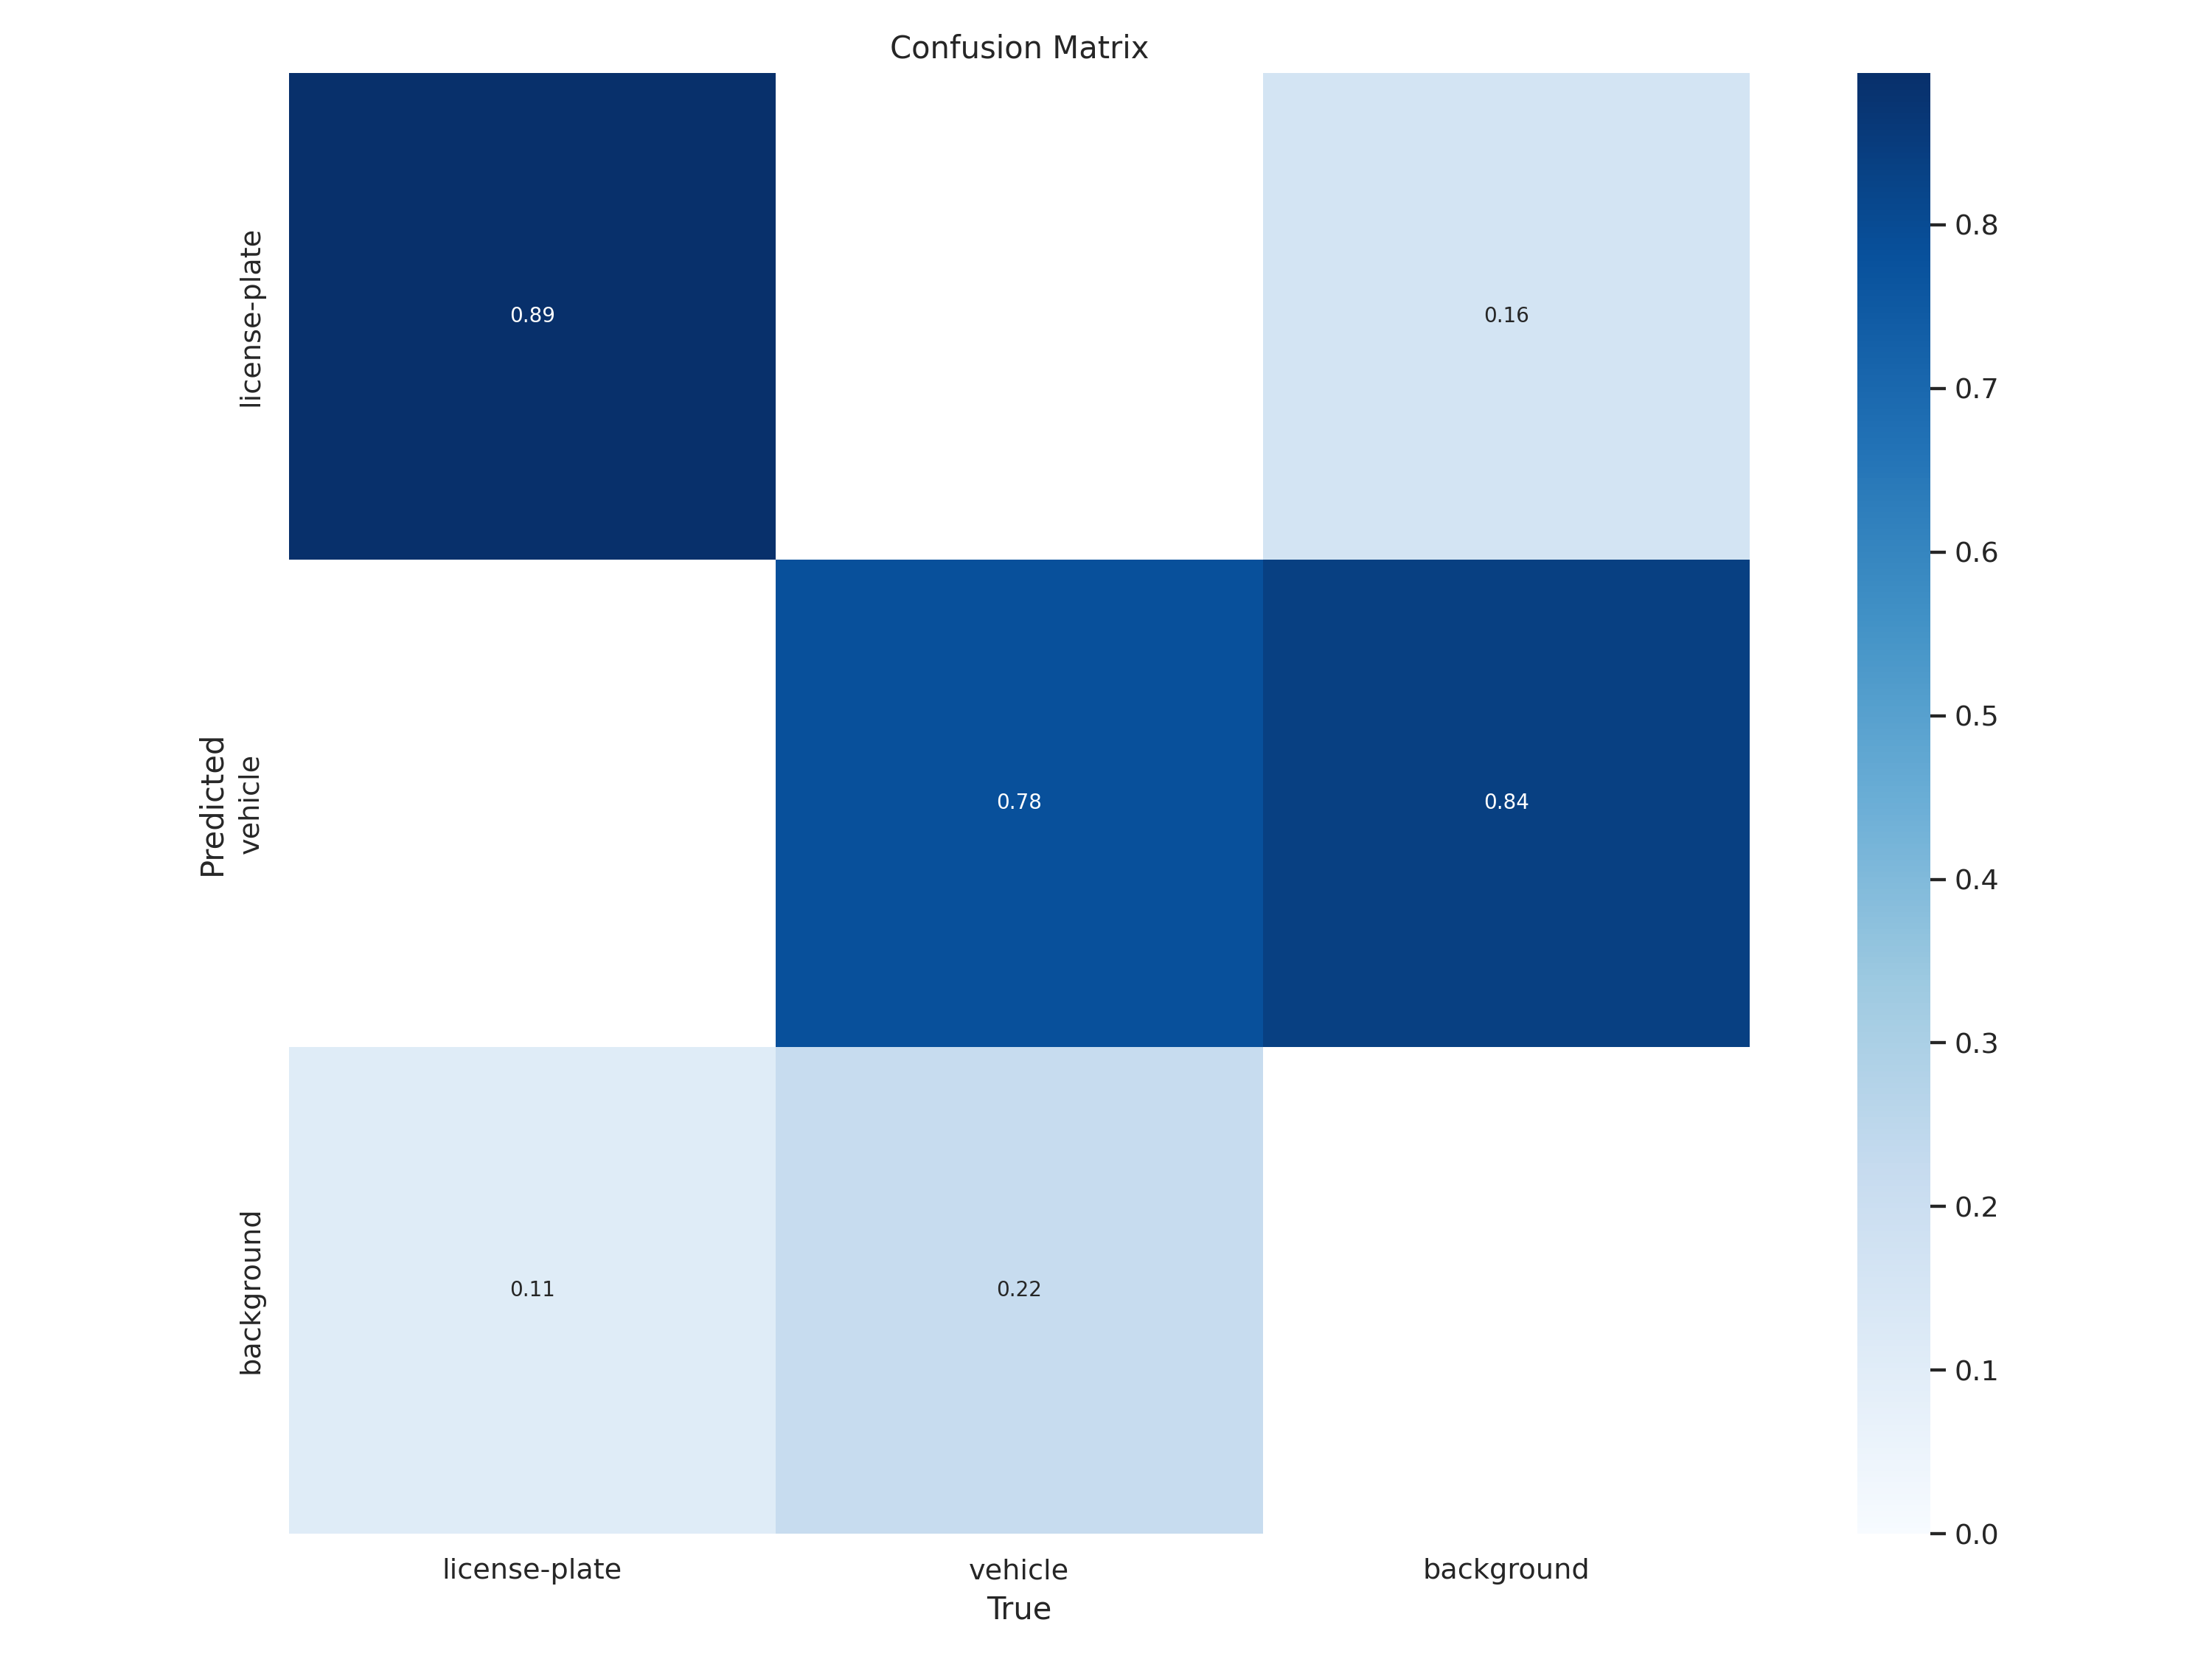 Confusion Matrix
license-plate
vehicle
background
Predicted
0.89
0.16
0.78
0.84
0.11
0.22
license-plate
vehicle
background
True
0.8
0.7
0.6
0.5
0.4
0.3
0.2
0.1
0.0